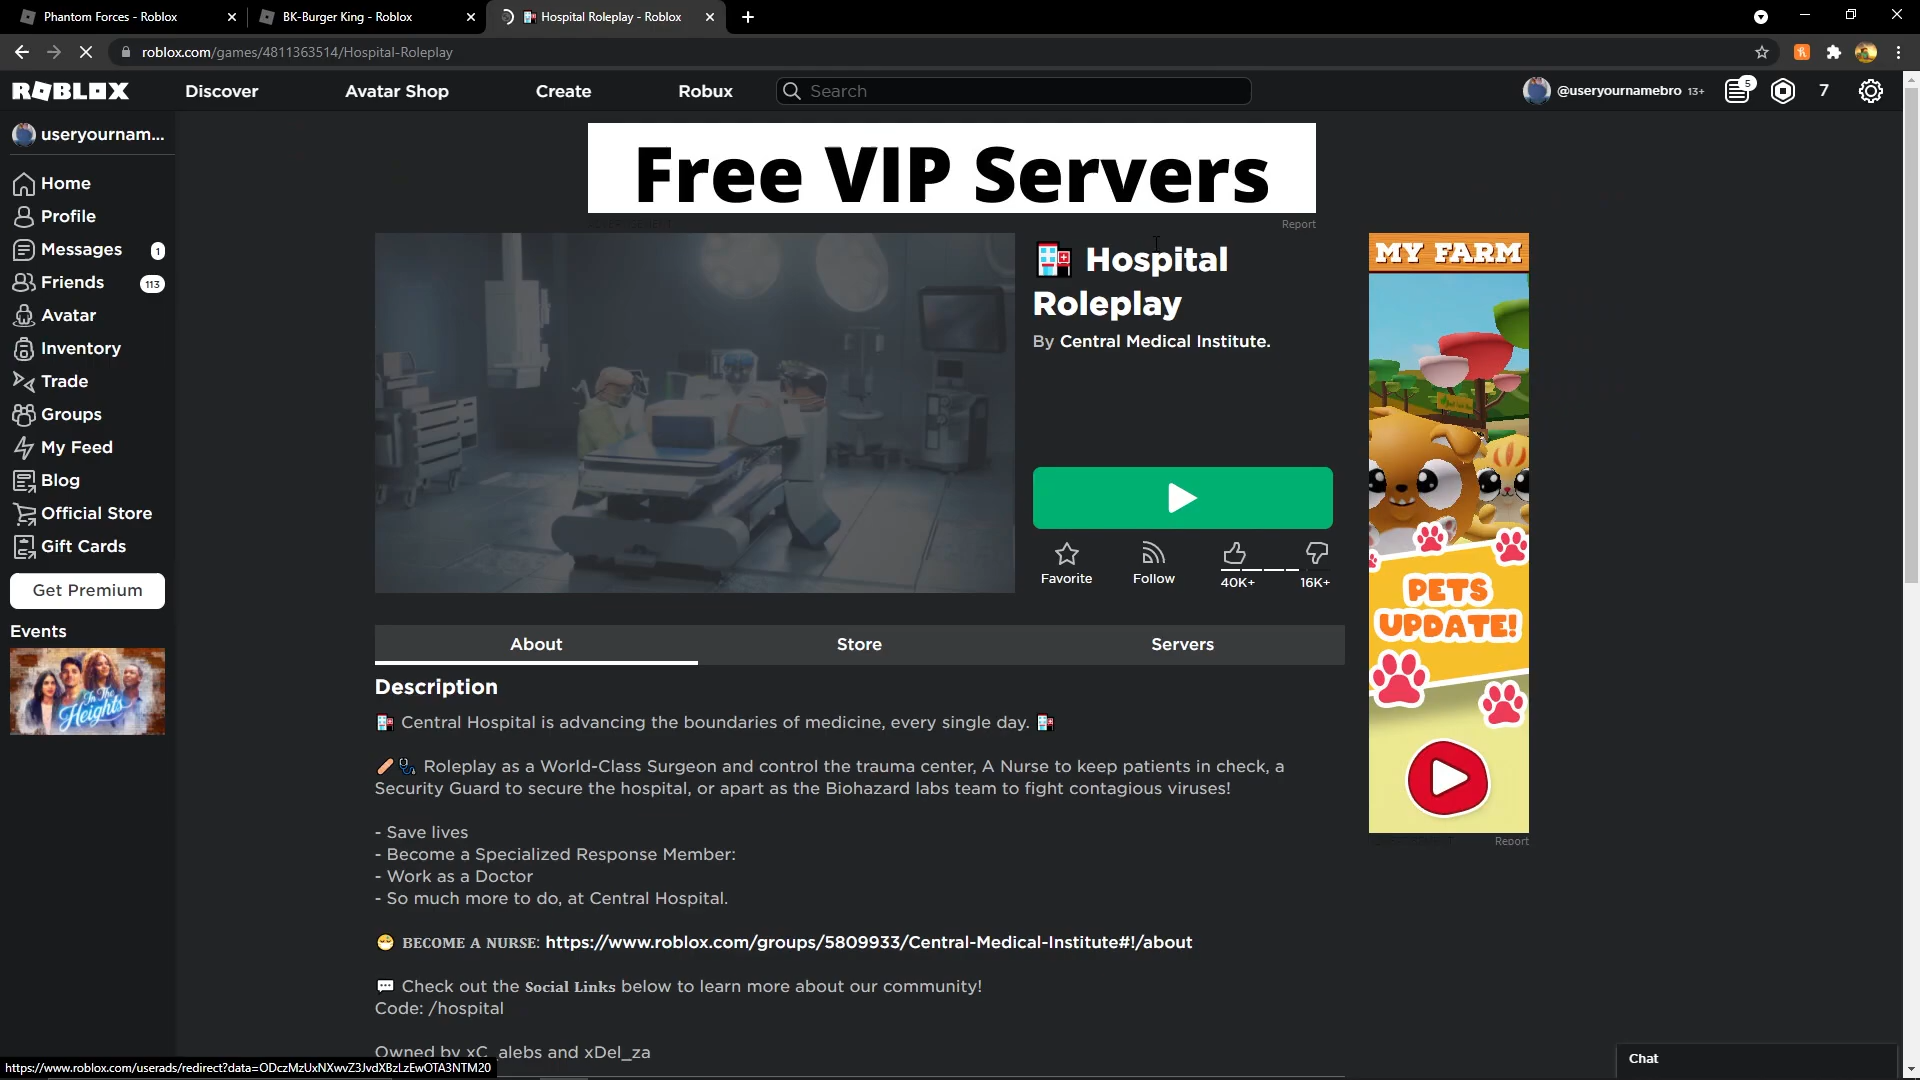 Phantom Forces - Roblox
BK-Burger King - Roblox
Hospital Roleplay - Roblox
roblox.com/games/4811363514/Hospital-Roleplay
ROBLOX
Discover
Avatar Shop
Create
Robux
Search
@useryournamebro 13+
5
7
useryournam...
Home
Profile
Messages 1
Friends 113
Avatar
Inventory
Trade
Groups
My Feed
Blog
Official Store
Gift Cards
Get Premium
Events
In The
Heights
Free VIP Servers
Report
Hospital
Roleplay
By Central Medical Institute.
Favorite
Follow
40K+
16K+
About
Store
Servers
Description
Central Hospital is advancing the boundaries of medicine, every single day.
Roleplay as a World-Class Surgeon and control the trauma center, A Nurse to keep patients in check, a
Security Guard to secure the hospital, or apart as the Biohazard labs team to fight contagious viruses!
- Save lives
- Become a Specialized Response Member:
- Work as a Doctor
- So much more to do, at Central Hospital.
BECOME A NURSE: https://www.roblox.com/groups/5809933/Central-Medical-Institute#!/about
Check out the Social Links below to learn more about our community!
Code: /hospital
Owned by xC_alebs and xDel_za
MY FARM
PETS
UPDATE!
Report
Chat
https://www.roblox.com/userads/redirect?data=ODczMzUxNXwvZ3JvdXBzLzEwOTA3NTM20